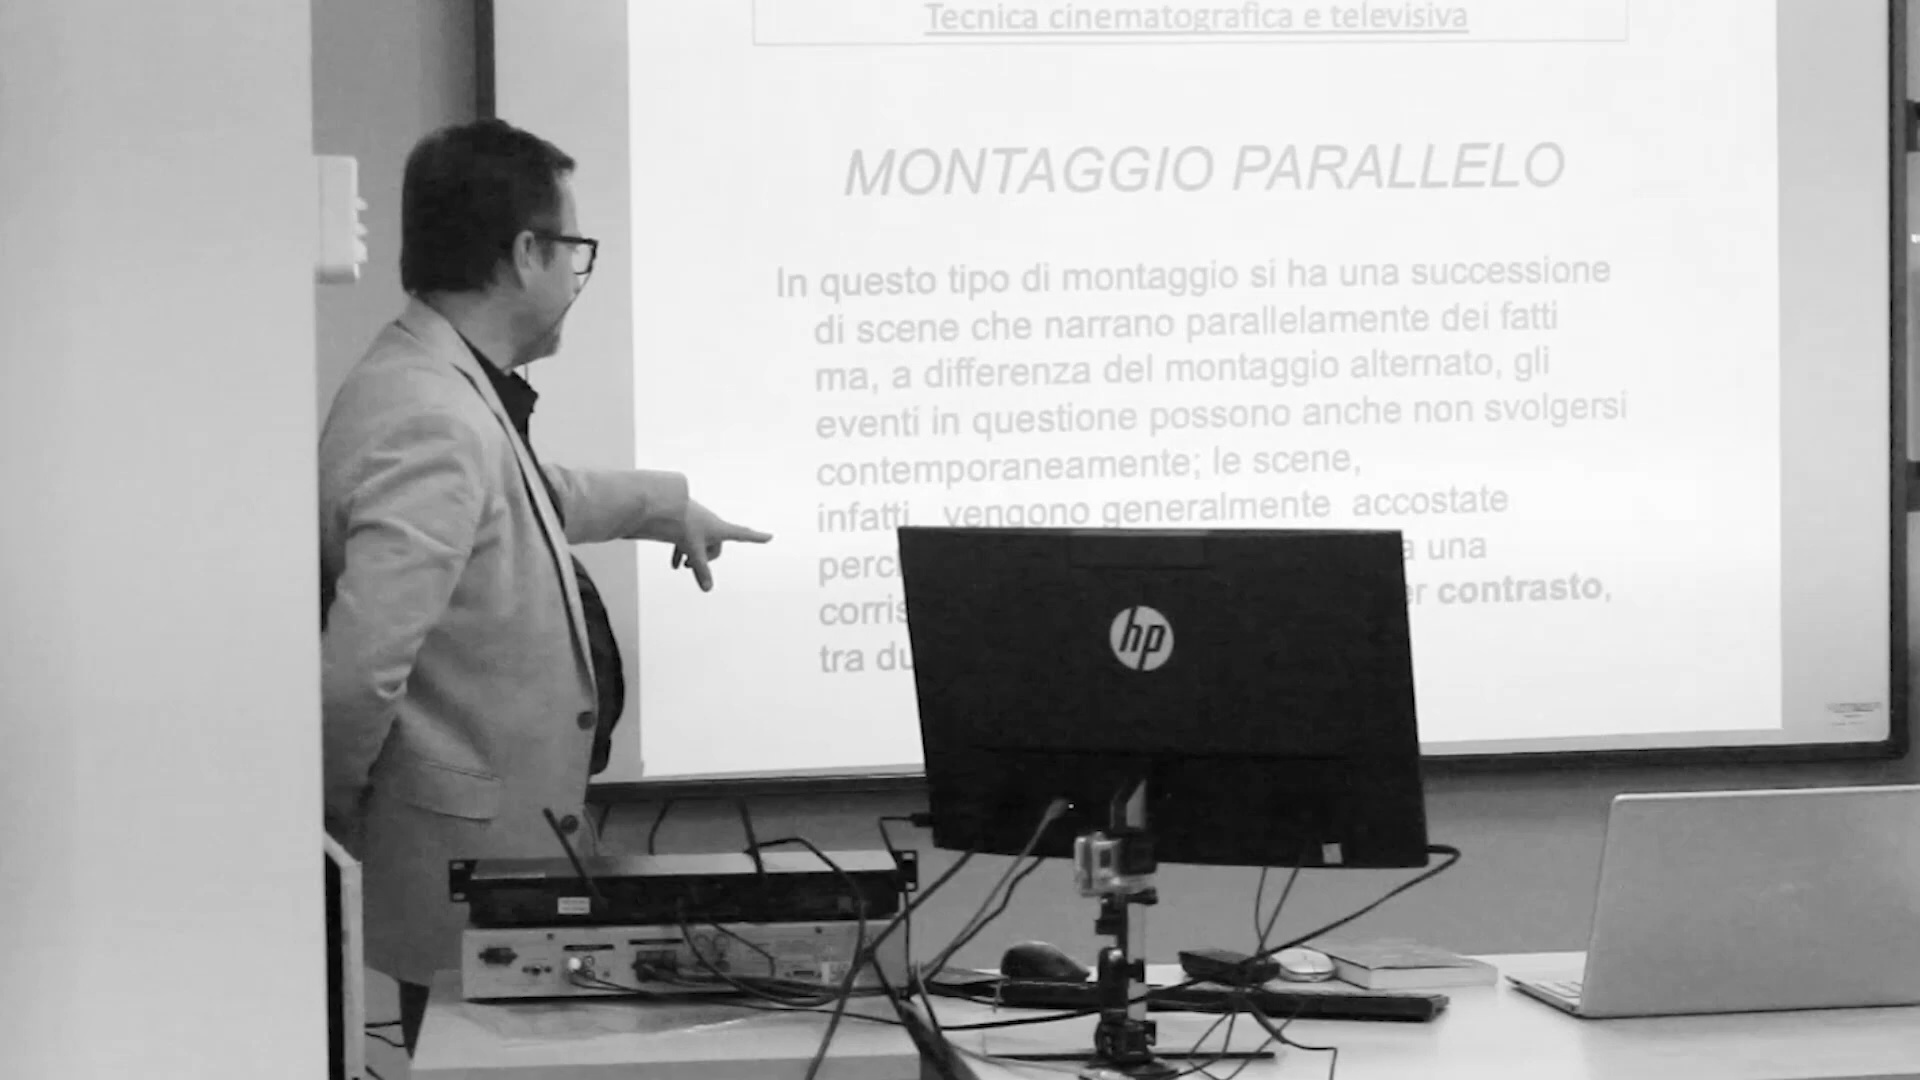 Tecnica cinematografica e televisiva
MONTAGGIO PARALLELO
In questo tipo di montaggio si ha una successione
di scene che narrano parallelamente dei fatti
ma, a differenza del montaggio alternato, gli
eventi in questione possono anche non svolgersi
contemporaneamente; le scene,
infatti, vengono generalmente accostate
una
contrasto,
tra
hp